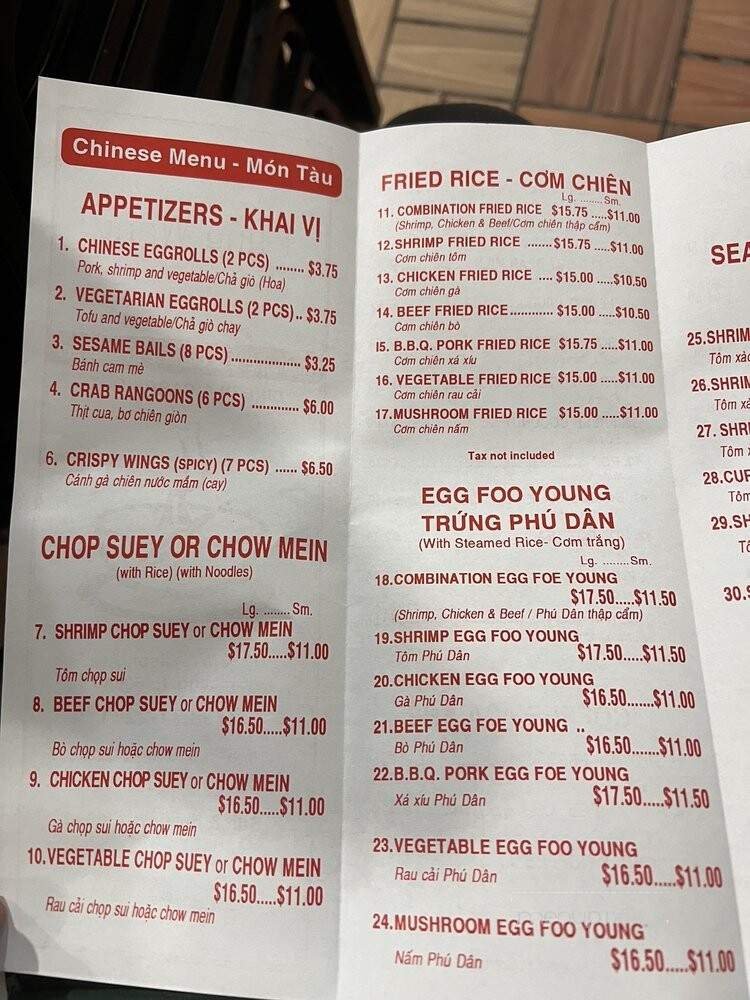 Chinese Menu - Món Tàu
APPETIZERS - KHAI VỊ
1. CHINESE EGGROLLS (2 PCS) ........ $3.75
Pork, shrimp and vegetable/Chả giò (Hoa)
2. VEGETARIAN EGGROLLS (2 PCS).. $3.75
Tofu and vegetable/Chả giò chay
3. SESAME BAILS (8 PCS).................. $3.25
Bánh cam mè
4. CRAB RANGOONS (6 PCS) ............. $6.00
Thịt cua, bơ chiên giòn
6. CRISPY WINGS (SPICY) (7 PCS) ...... $6.50
Cánh gà chiên nước mắm (cay)
CHOP SUEY OR CHOW MEIN
(with Rice) (with Noodles)
Lg. ........ Sm.
7. SHRIMP CHOP SUEY or CHOW MEIN
$17.50.....$11.00
Tôm chọp sui
8. BEEF CHOP SUEY or CHOW MEIN
$16.50.....$11.00
Bò chọp sui hoặc chow mein
9. CHICKEN CHOP SUEY or CHOW MEIN
$16.50.....$11.00
Gà chọp sui hoặc chow mein
10.VEGETABLE CHOP SUEY or CHOW MEIN
$16.50.....$11.00
Rau cải chọp sui hoặc chow mein
FRIED RICE - CƠM CHIÊN
Lg. ........ Sm.
11. COMBINATION FRIED RICE $15.75 .....$11.00
(Shrimp, Chicken & Beef/Cơm chiên thập cẩm)
12.SHRIMP FRIED RICE .......$15.75 .....$11.00
Cơm chiên tôm
13. CHICKEN FRIED RICE .... $15.00 .....$10.50
Cơm chiên gà
14. BEEF FRIED RICE............ $15.00 .....$10.50
Cơm chiên bò
I5. B.B.Q. PORK FRIED RICE $15.75 .....$11.00
Cơm chiên xá xíu
16. VEGETABLE FRIED RICE $15.00 .....$11.00
Cơm chiên rau cải
17.MUSHROOM FRIED RICE $15.00 .....$11.00
Cơm chiên nấm
Tax not included
EGG FOO YOUNG
TRỨNG PHÚ DÂN
(With Steamed Rice- Cơm trắng)
Lg. ........ Sm.
18.COMBINATION EGG FOE YOUNG
$17.50.....$11.50
(Shrimp, Chicken & Beef / Phú Dân thập cẩm)
19.SHRIMP EGG FOO YOUNG
Tôm Phú Dân $17.50.....$11.50
20.CHICKEN EGG FOO YOUNG
Gà Phú Dân $16.50.......$11.00
21.BEEF EGG FOE YOUNG ..
Bò Phú Dân $16.50.......$11.00
22.B.B.Q. PORK EGG FOE YOUNG
Xá xíu Phú Dân $17.50.....$11.50
23.VEGETABLE EGG FOO YOUNG
Rau cải Phú Dân $16.50.....$11.00
24.MUSHROOM EGG FOO YOUNG
Nấm Phú Dân $16.50.....$11.00
SEA
25.SHRIM
Tôm xào
26.SHRIM
Tôm xà
27. SHRI
Tôm
28.CUR
Tôm
29.SH
Tô
30.S